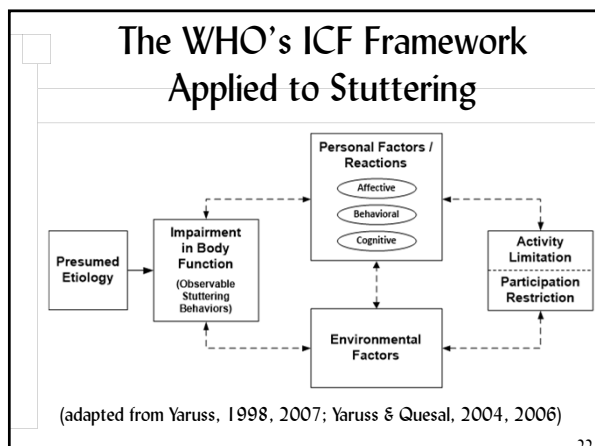 The WHO's ICF Framework
Applied to Stuttering
Personal Factors /
Reactions
Affective
Behavioral
Cognitive
Presumed
Etiology
Impairment
in Body
Function
(Observable
Stuttering
Behaviors)
Activity
Limitation
Participation
Restriction
Environmental
Factors
(adapted from Yaruss, 1998, 2007; Yaruss & Quesal, 2004, 2006)
22